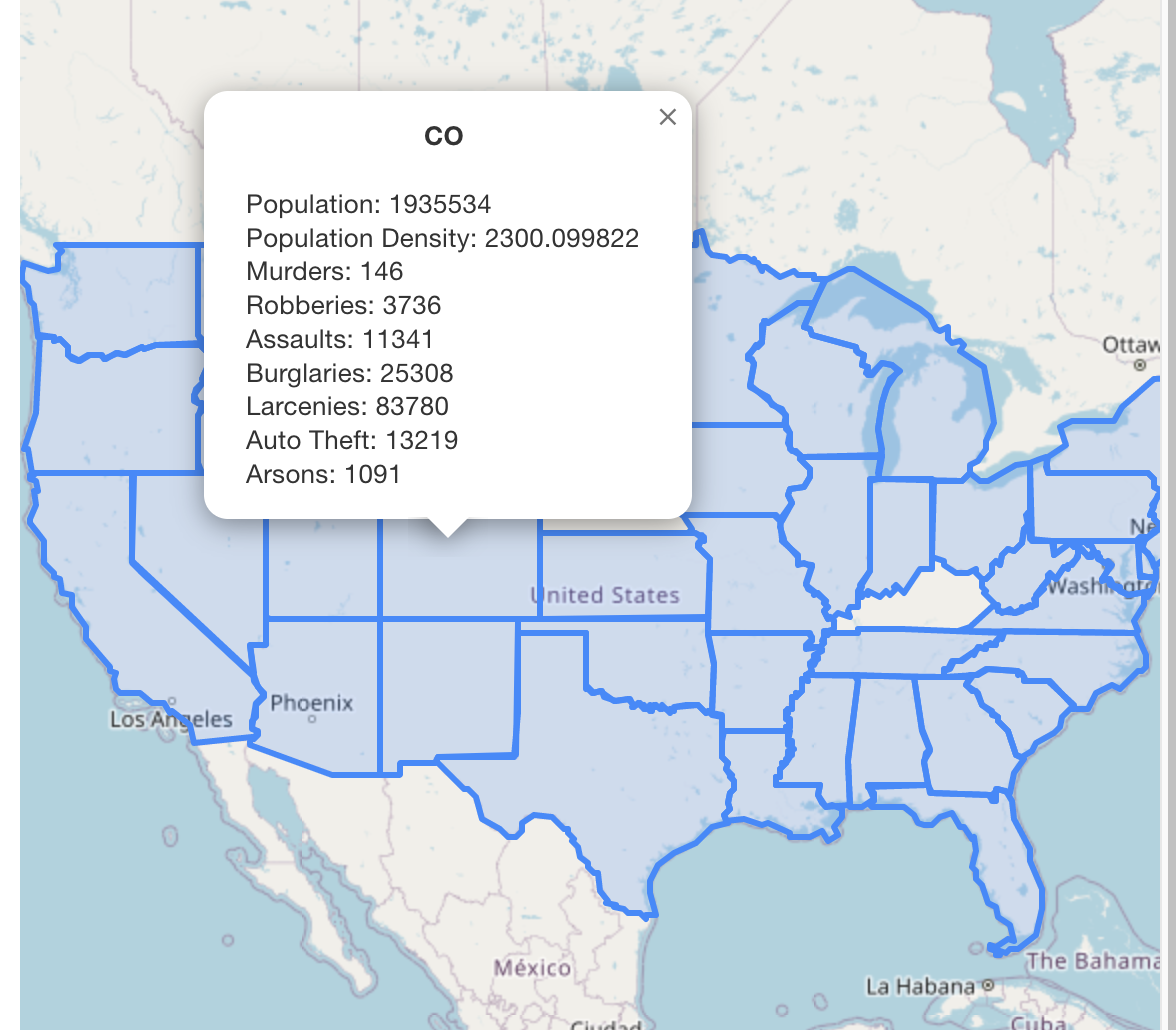 CO
Population: 1935534
Population Density: 2300.099822
Murders: 146
Robberies: 3736
Assaults: 11341
Burglaries: 25308
Larcenies: 83780
Auto Theft: 13219
Arsons: 1091
Ottaw
Ne
United States
Washingto
Phoenix
Los Angeles
México
The Bahama
La Habana
Ciudad
Cuba